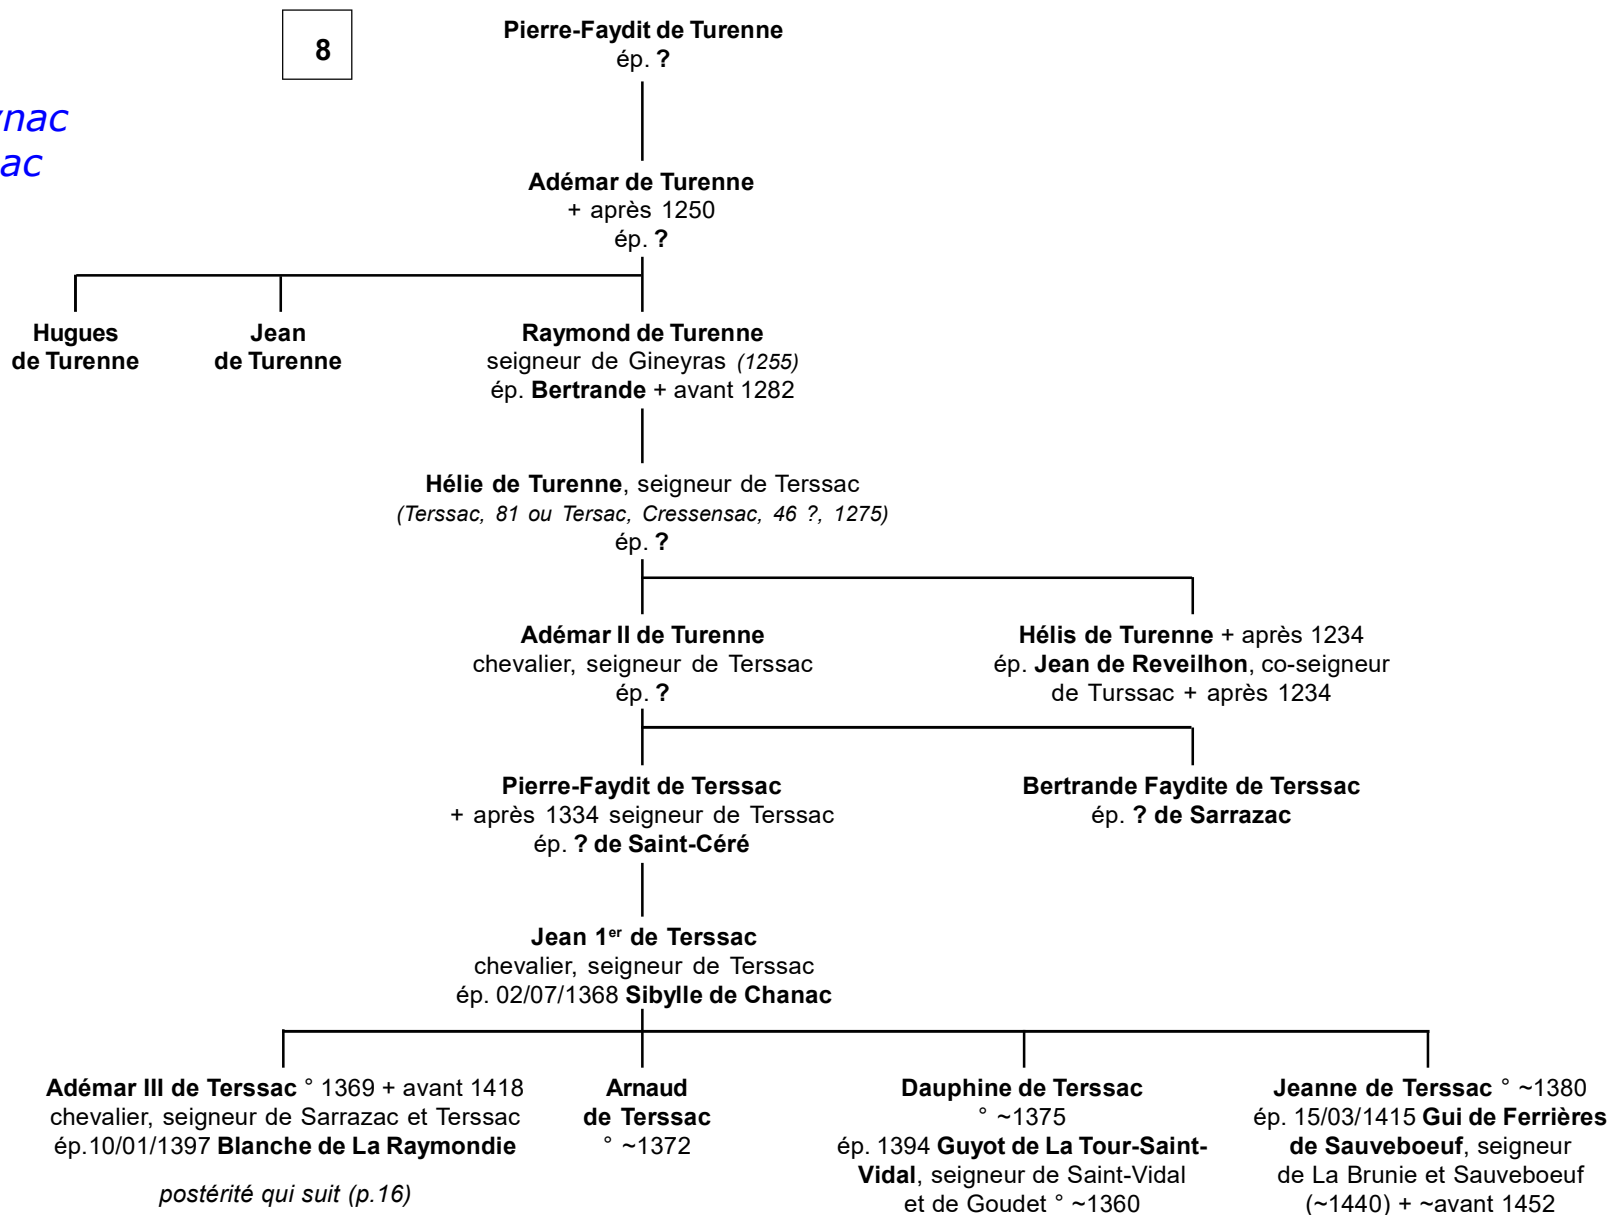 8
Pierre-Faydit de Turenne
ép. ?
ynac
ac
Adémar de Turenne
+ après 1250
ép. ?
Hugues
de Turenne
Jean
de Turenne
Raymond de Turenne
seigneur de Gineyras (1255)
ép. Bertrande + avant 1282
Hélie de Turenne, seigneur de Terssac
(Terssac, 81 ou Tersac, Cressensac, 46 ?, 1275)
ép. ?
Adémar II de Turenne
chevalier, seigneur de Terssac
ép. ?
Hélis de Turenne + après 1234
ép. Jean de Reveilhon, co-seigneur
de Turssac + après 1234
Pierre-Faydit de Terssac
+ après 1334 seigneur de Terssac
ép. ? de Saint-Céré
Bertrande Faydite de Terssac
ép. ? de Sarrazac
Jean 1er de Terssac
chevalier, seigneur de Terssac
ép. 02/07/1368 Sibylle de Chanac
Adémar III de Terssac ° 1369 + avant 1418
chevalier, seigneur de Sarrazac et Terssac
ép.10/01/1397 Blanche de La Raymondie
postérité qui suit (p.16)
Arnaud
de Terssac
° ~1372
Dauphine de Terssac
° ~1375
ép. 1394 Guyot de La Tour-Saint-
Vidal, seigneur de Saint-Vidal
et de Goudet ° ~1360
Jeanne de Terssac ° ~1380
ép. 15/03/1415 Gui de Ferrières
de Sauveboeuf, seigneur
de La Brunie et Sauveboeuf
(~1440) + ~avant 1452